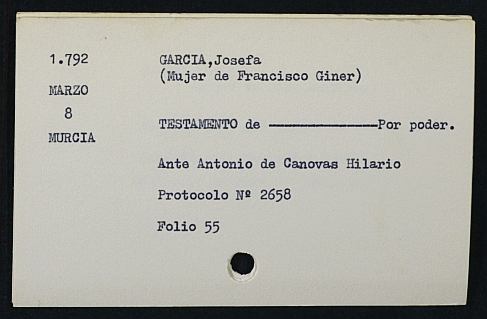 1.792
MARZO
8
MURCIA
GARCIA,Josefa
(Mujer de Francisco Giner)
TESTAMENTO de ----------------Por poder.
Ante Antonio de Canovas Hilario
Protocolo Nº 2658
Folio 55